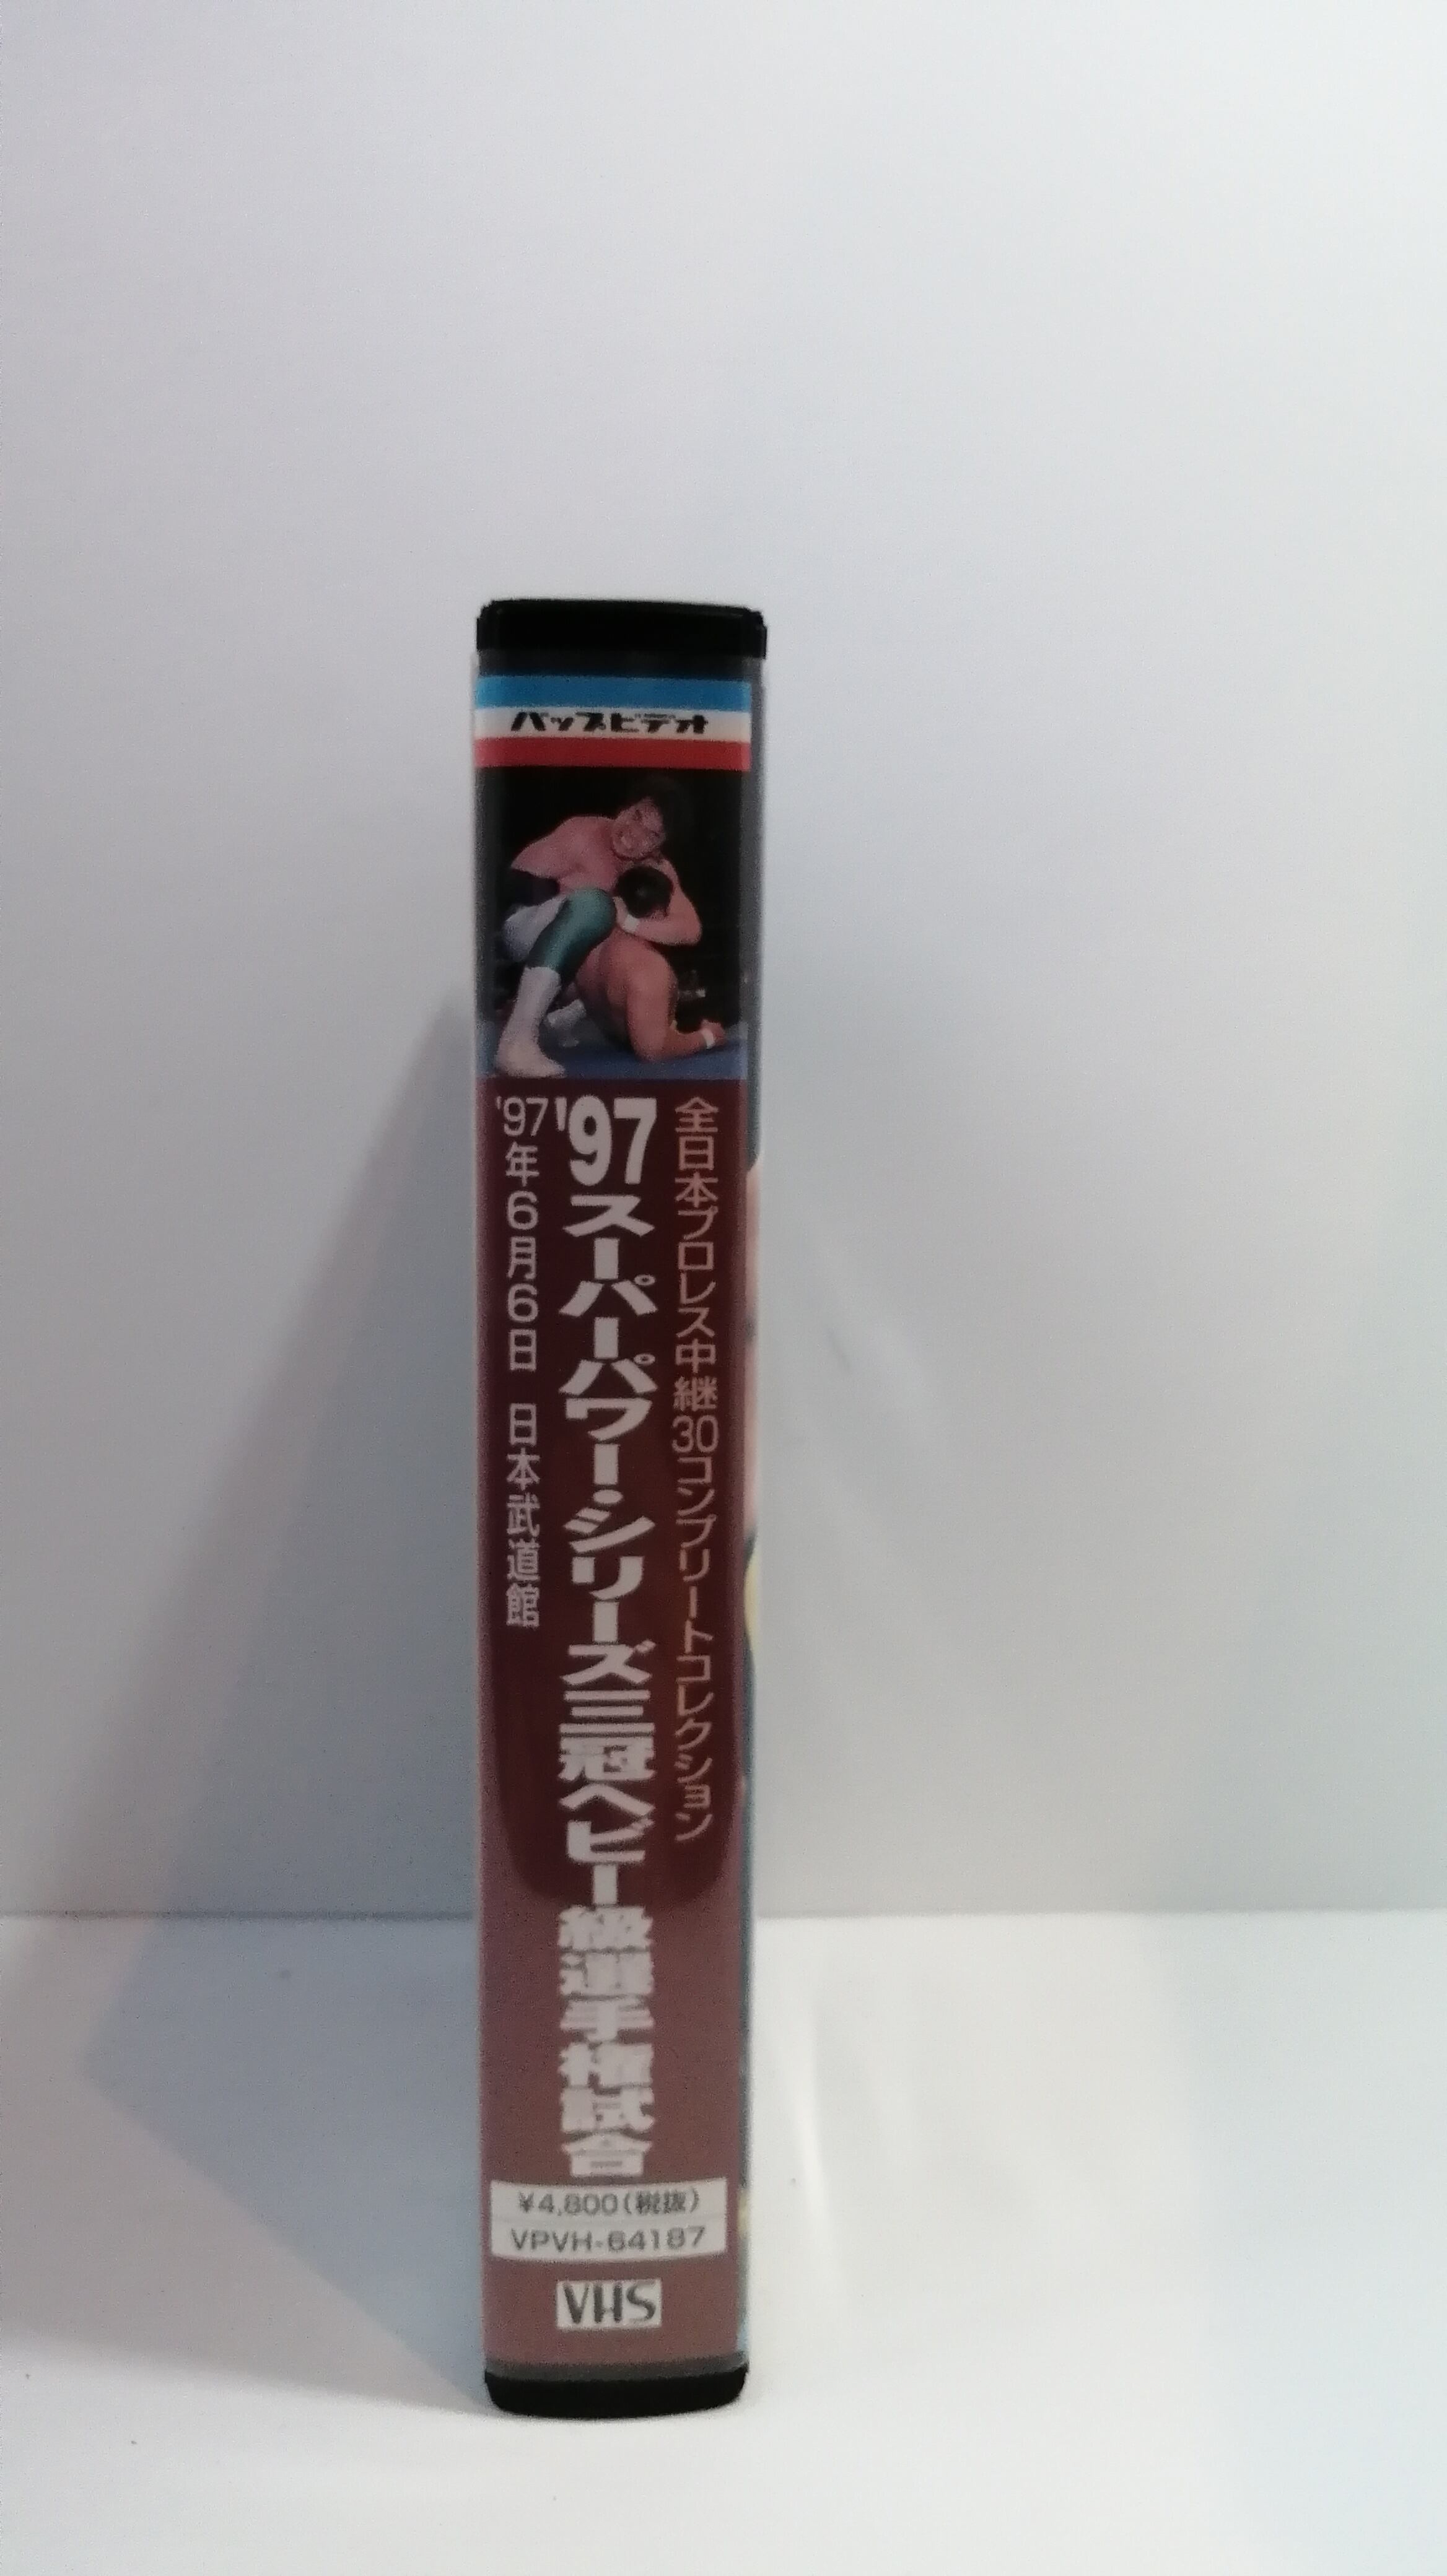 バップビデオ
全日本プロレス中継30コンプリートコレクション
'97スーパーパワー・シリーズ三冠ヘビー級選手権試合
'97年6月6日 日本武道館
¥4,800(税抜)
VPVH-64187
VHS